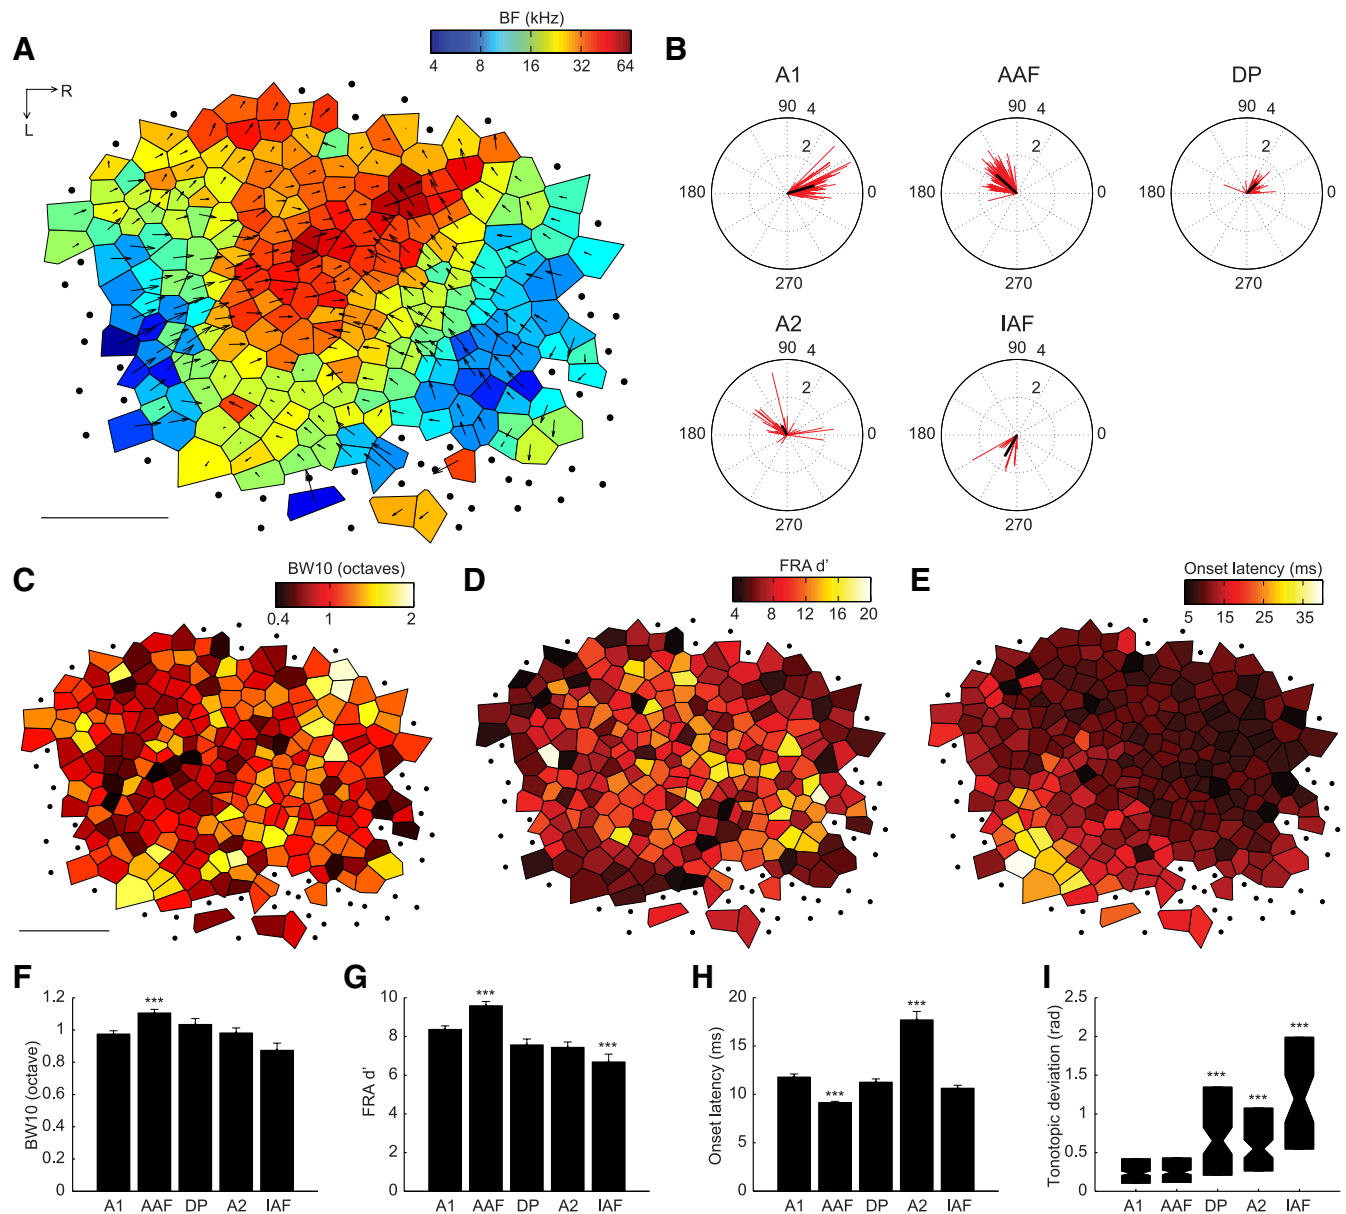 A
BF (kHz)
4 8 16 32 64
R
L
B
A1
90 4
2
180
0
270
AAF
90 4
2
180
0
270
DP
90 4
2
180
0
270
A2
90 4
2
180
0
270
IAF
90 4
2
180
0
270
C
BW10 (octaves)
0.4 1 2
D
FRA d'
4 8 12 16 20
E
Onset latency (ms)
5 15 25 35
F
BW10 (octave)
1.2
1
0.8
0.6
0.4
0.2
0
***
A1 AAF DP A2 IAF
G
FRA d'
10
8
6
4
2
0
***
***
A1 AAF DP A2 IAF
H
Onset latency (ms)
20
15
10
5
0
***
***
A1 AAF DP A2 IAF
I
Tonotopic deviation (rad)
2.5
2
1.5
1
0.5
0
***
***
***
A1 AAF DP A2 IAF